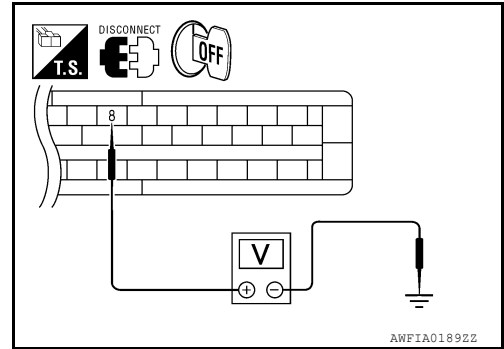 DISCONNECT
T.S.
OFF
8
V
+ −
AWFIA0189ZZ